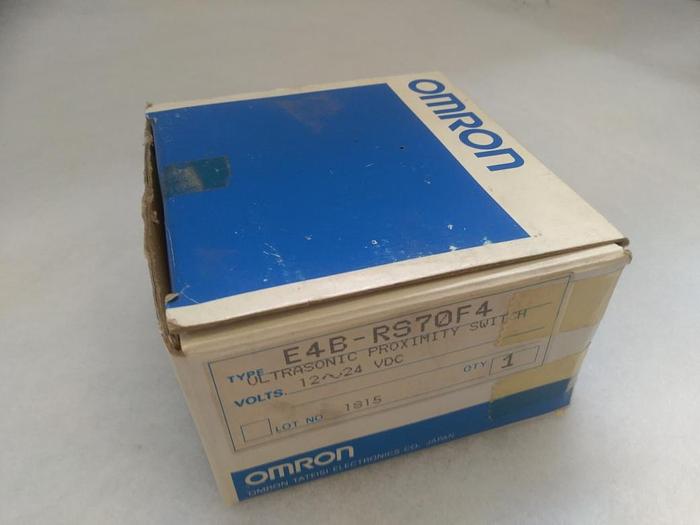 OMRON
TYPE E4B-RS70F4
ULTRASONIC PROXIMITY SWITCH
VOLTS. 12~24 VDC
QTY 1
LOT NO. 1815
OMRON
OMRON TATEISI ELECTRONICS CO. JAPAN